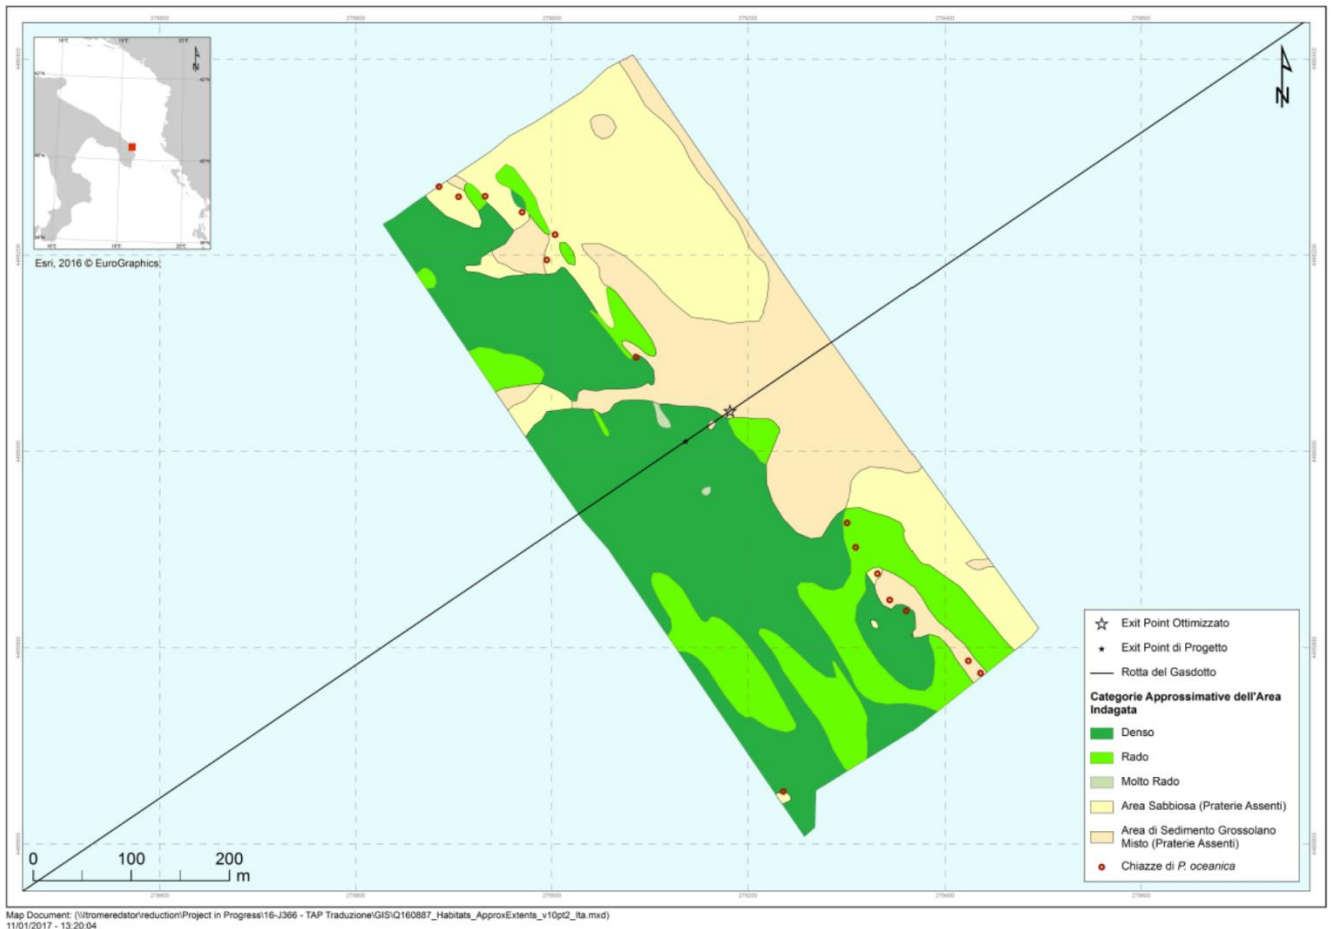 Esri, 2016 © EuroGraphics;
Exit Point Ottimizzato
Exit Point di Progetto
Rotta del Gasdotto
Categorie Approssimative dell'Area
Indagata
Denso
Rado
Molto Rado
Area Sabbiosa (Praterie Assenti)
Area di Sedimento Grossolano
Misto (Praterie Assenti)
Chiazze di P. oceanica
0 100 200
m
N
Map Document: (\\Itromeredstor\reduction\Project in Progress\16-J366 - TAP Traduzione\GIS\Q160887_Habitats_ApproxExtents_v10pt2_Ita.mxd)
11/01/2017 - 13:20:04